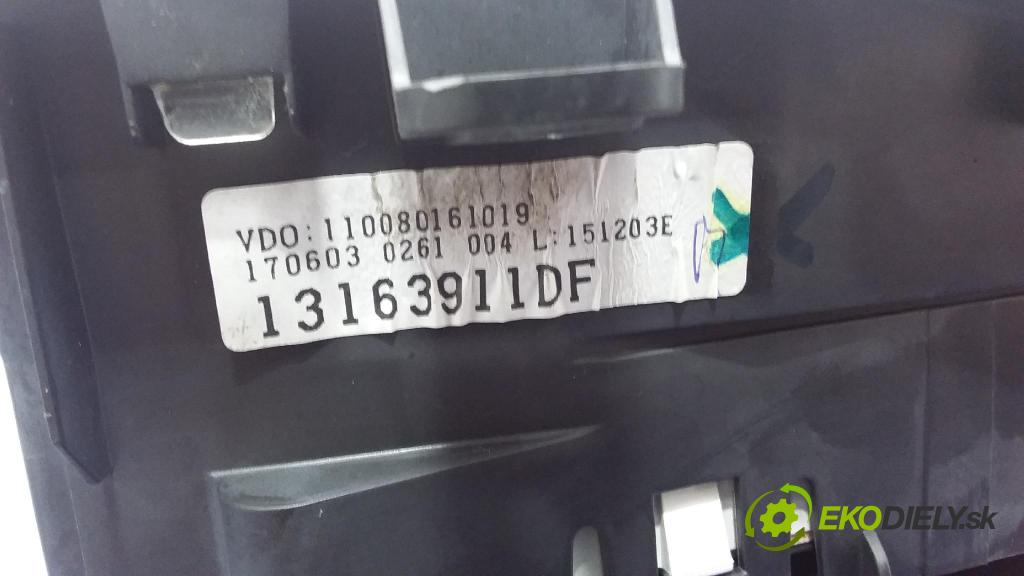 VDO:110080161019
170603 0261 004 L:151203E
13163911DF
EKODIELY.sk